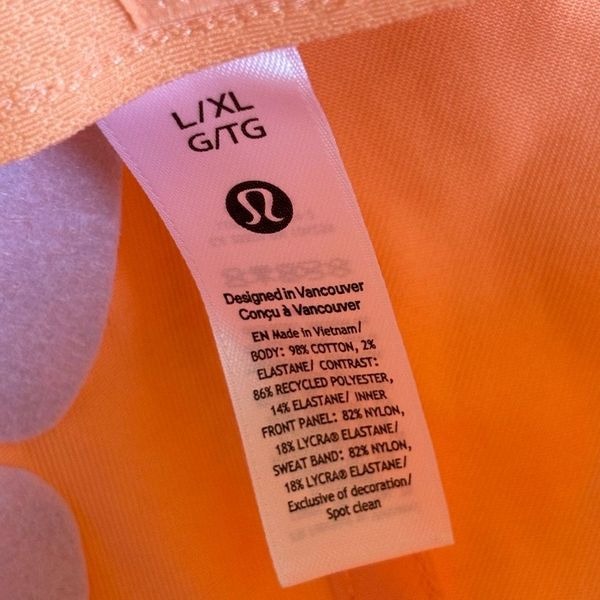 L/XL
G/TG
Designed in Vancouver
Conçu à Vancouver
EN Made in Vietnam/
BODY: 98% COTTON, 2%
ELASTANE/ CONTRAST:
86% RECYCLED POLYESTER,
14% ELASTANE/ INNER
FRONT PANEL: 82% NYLON,
18% LYCRA® ELASTANE/
SWEAT BAND: 82% NYLON,
18% LYCRA® ELASTANE/
Exclusive of decoration/
Spot clean